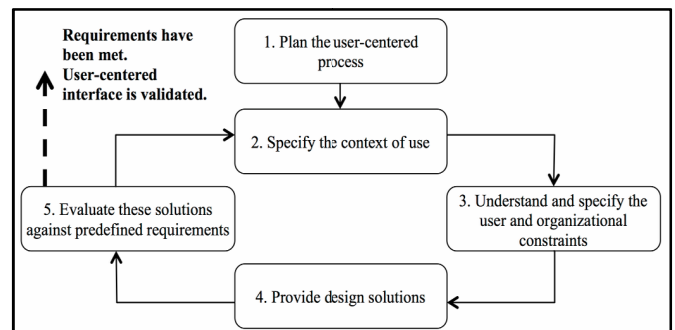 Requirements have
been met.
User-centered
interface is validated.
1. Plan the user-centered
process
2. Specify the context of use
3. Understand and specify the
user and organizational
constraints
4. Provide design solutions
5. Evaluate these solutions
against predefined requirements